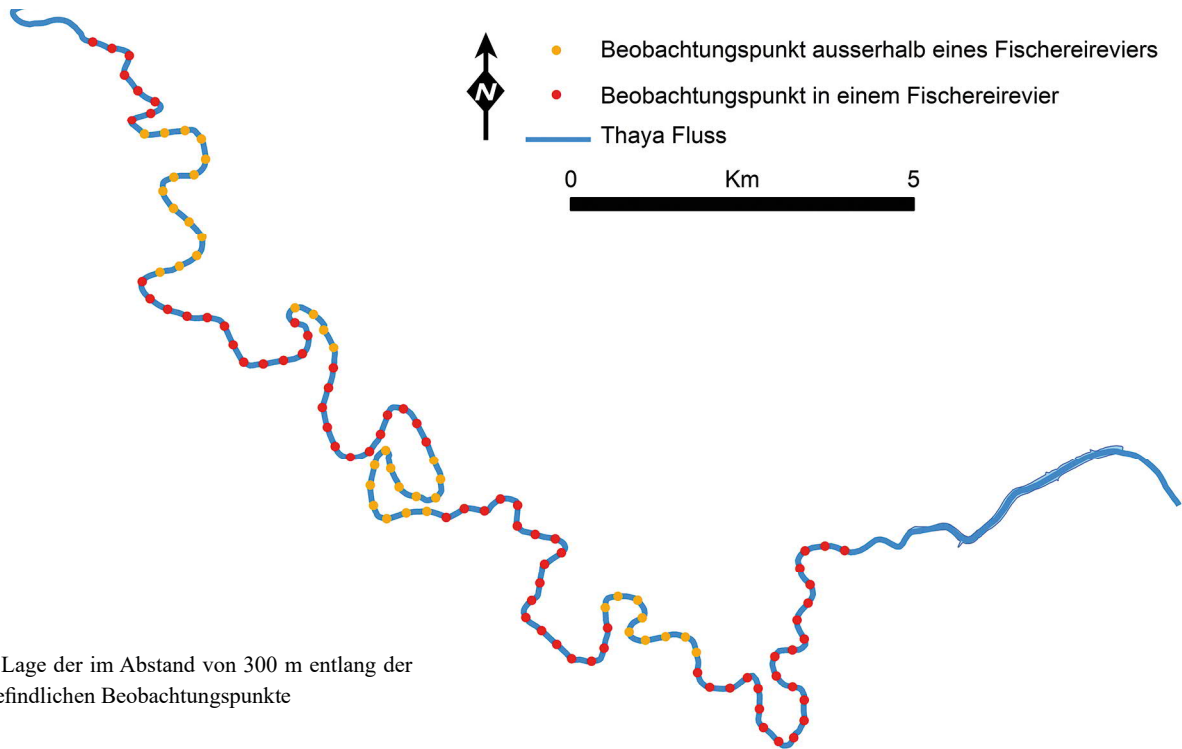 N
Beobachtungspunkt ausserhalb eines Fischereireviers
Beobachtungspunkt in einem Fischereirevier
Thaya Fluss
0 Km 5
Lage der im Abstand von 300 m entlang der
efindlichen Beobachtungspunkte